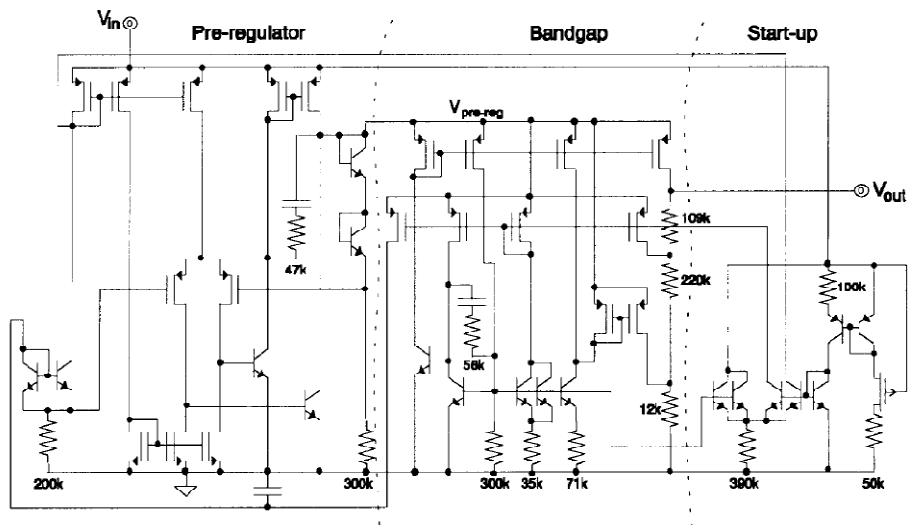 Vin
Pre-regulator
Bandgap
Start-up
Vpre-reg
Vout
109k
47k
220k
100k
56k
12k
200k
300k
300k
35k
71k
390k
50k